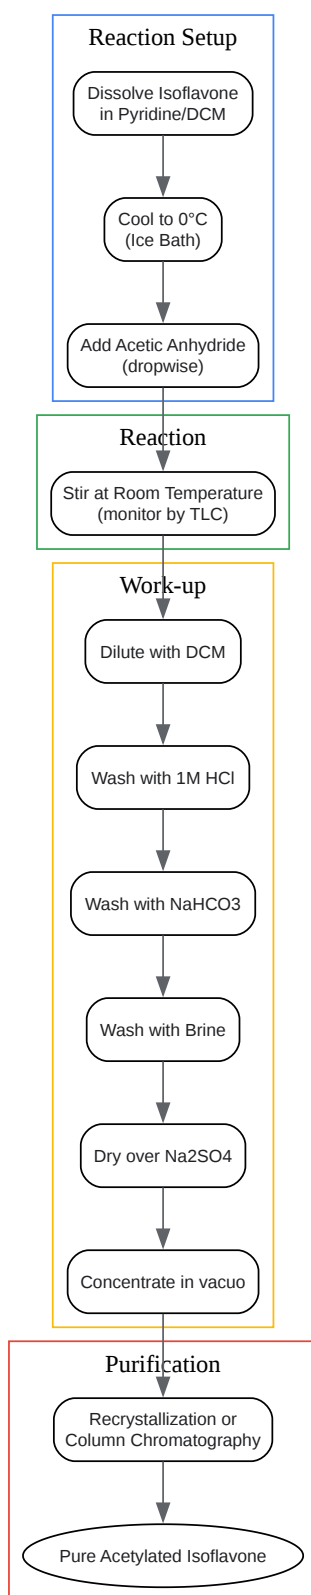 Reaction Setup
Dissolve Isoflavone
in Pyridine/DCM
Cool to 0°C
(Ice Bath)
Add Acetic Anhydride
(dropwise)
Reaction
Stir at Room Temperature
(monitor by TLC)
Work-up
Dilute with DCM
Wash with 1M HCl
Wash with NaHCO3
Wash with Brine
Dry over Na2SO4
Concentrate in vacuo
Purification
Recrystallization or
Column Chromatography
Pure Acetylated Isoflavone